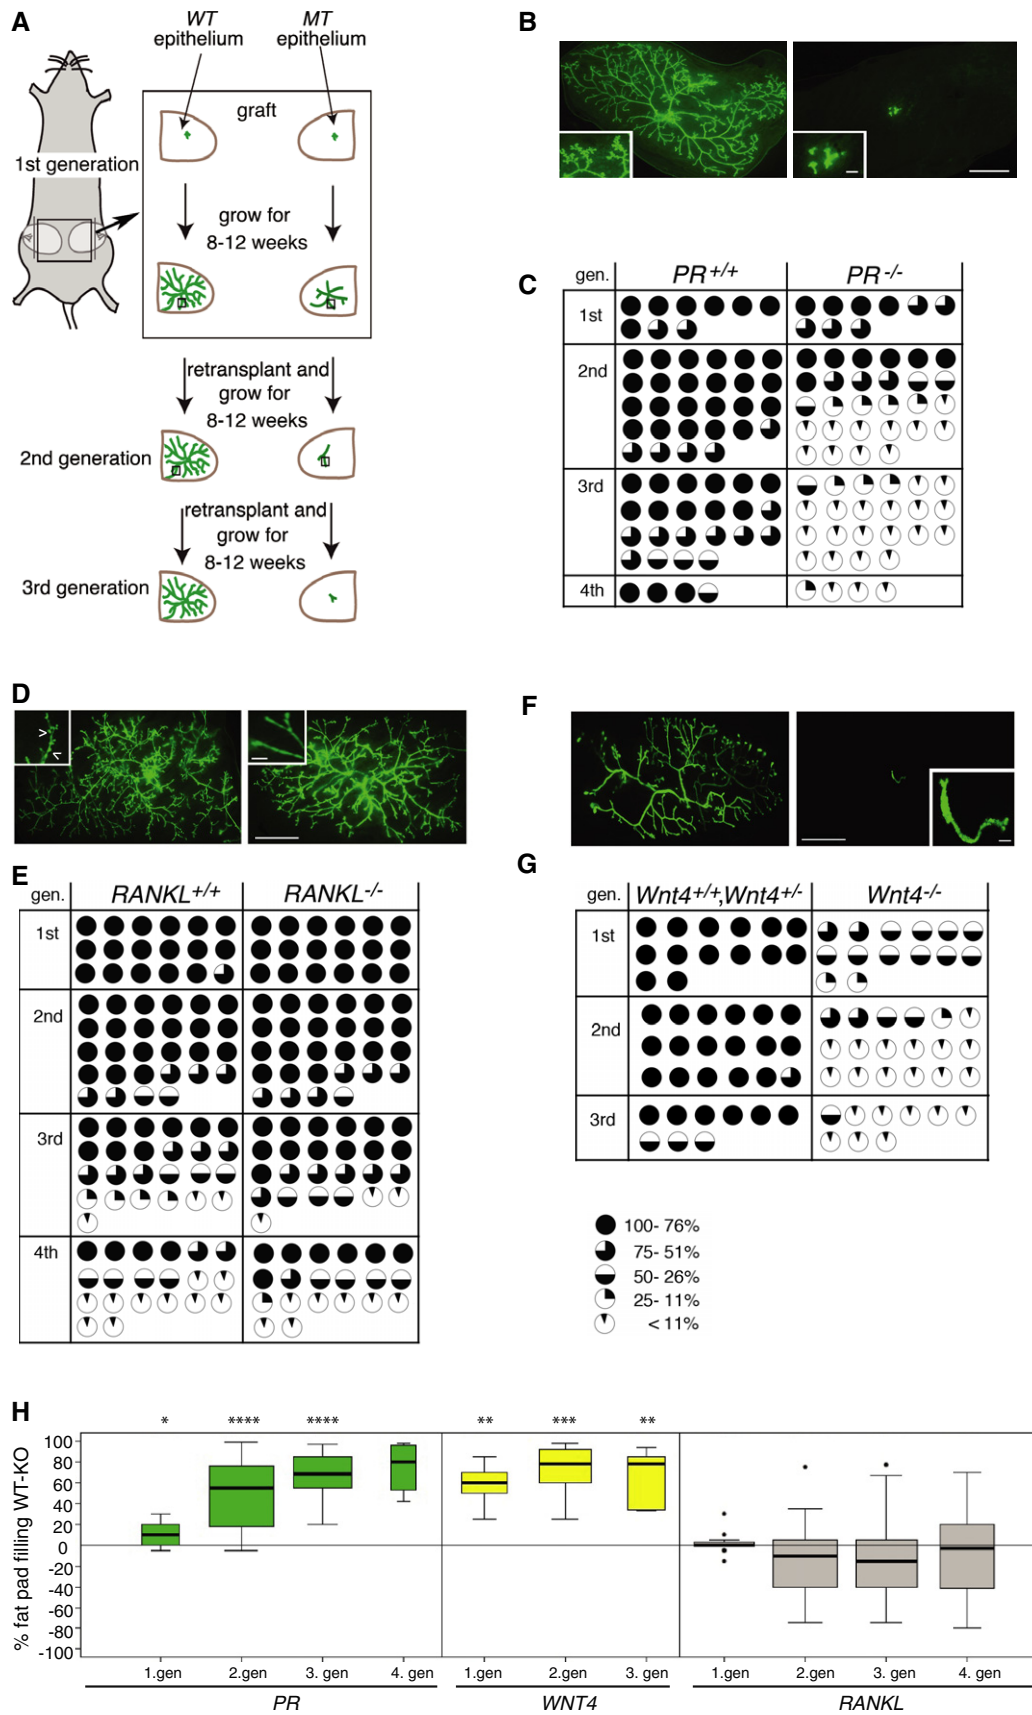 A
WT
epithelium
MT
epithelium
graft
1st generation
grow for
8-12 weeks
retransplant and
grow for
8-12 weeks
2nd generation
retransplant and
grow for
8-12 weeks
3rd generation
B
C
gen.
PR+/+
PR-/-
1st
2nd
3rd
4th
D
E
gen.
RANKL+/+
RANKL-/-
1st
2nd
3rd
4th
F
G
gen.
Wnt4+/+,Wnt4+/-
Wnt4-/-
1st
2nd
3rd
100- 76%
75- 51%
50- 26%
25- 11%
< 11%
H
* **** **** ** *** **
% fat pad filling WT-KO
100
80
60
40
20
0
-20
-40
-60
-80
-100
1.gen 2.gen 3. gen 4. gen 1.gen 2.gen 3. gen 1.gen 2.gen 3. gen 4. gen
PR WNT4 RANKL